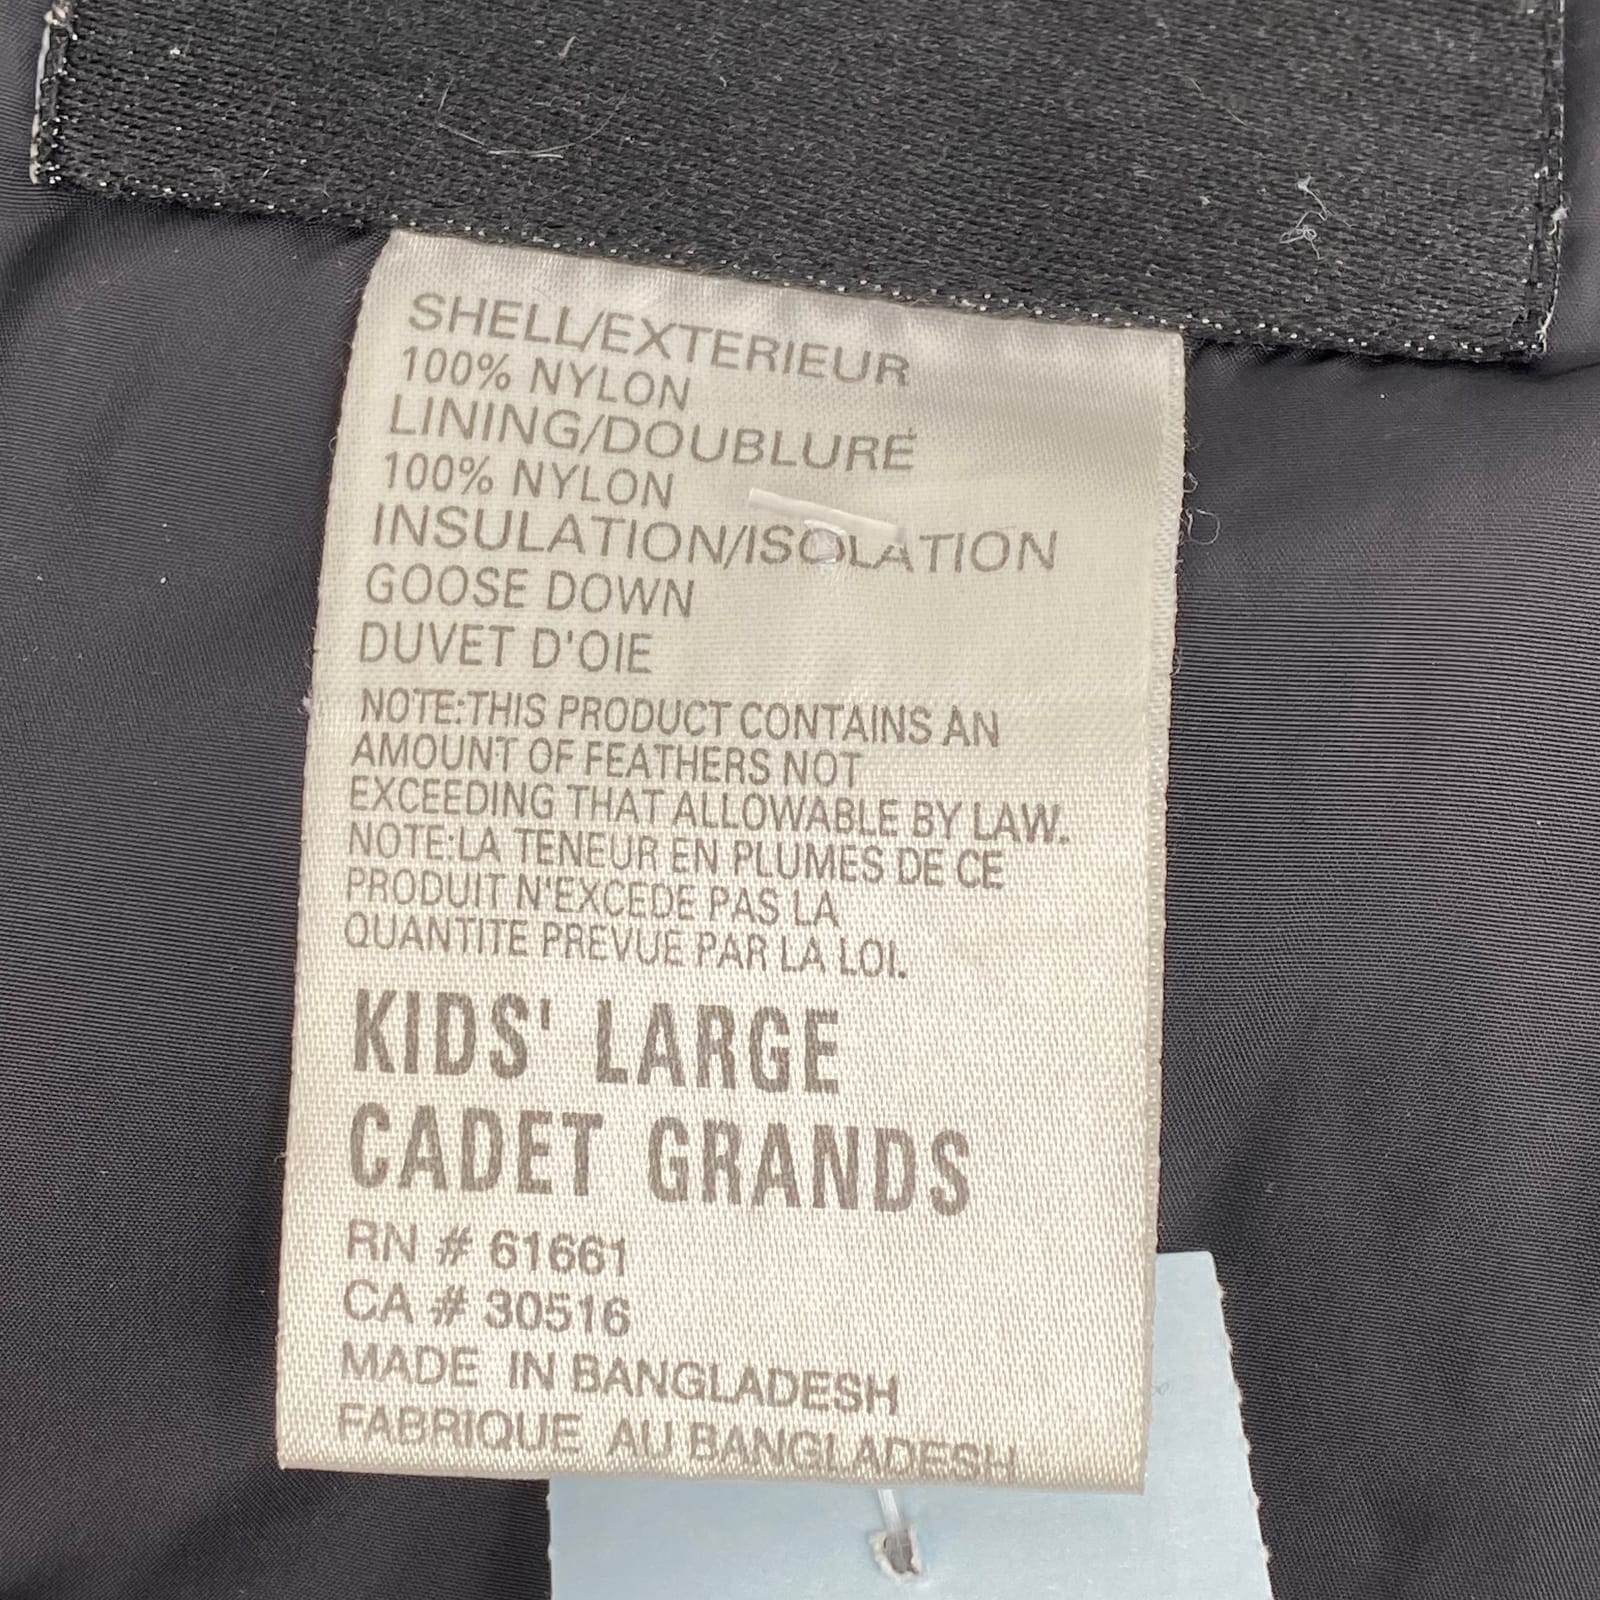 SHELL/EXTERIEUR
100% NYLON
LINING/DOUBLURE
100% NYLON
INSULATION/ISOLATION
GOOSE DOWN
DUVET D'OIE
NOTE:THIS PRODUCT CONTAINS AN
AMOUNT OF FEATHERS NOT
EXCEEDING THAT ALLOWABLE BY LAW.
NOTE:LA TENEUR EN PLUMES DE CE
PRODUIT N'EXCEDE PAS LA
QUANTITE PREVUE PAR LA LOI.
KIDS' LARGE
CADET GRANDS
RN # 61661
CA # 30516
MADE IN BANGLADESH
FABRIQUE AU BANGLADESH